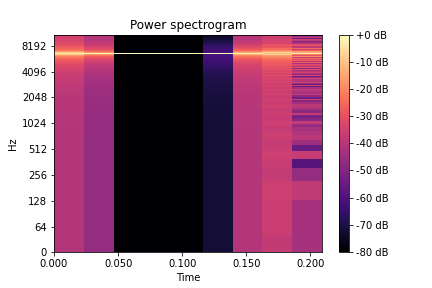 Power spectrogram
8192
4096
2048
1024
512
256
128
64
0
Hz
0.000 0.050 0.100 0.150 0.200
Time
+0 dB
-10 dB
-20 dB
-30 dB
-40 dB
-50 dB
-60 dB
-70 dB
-80 dB